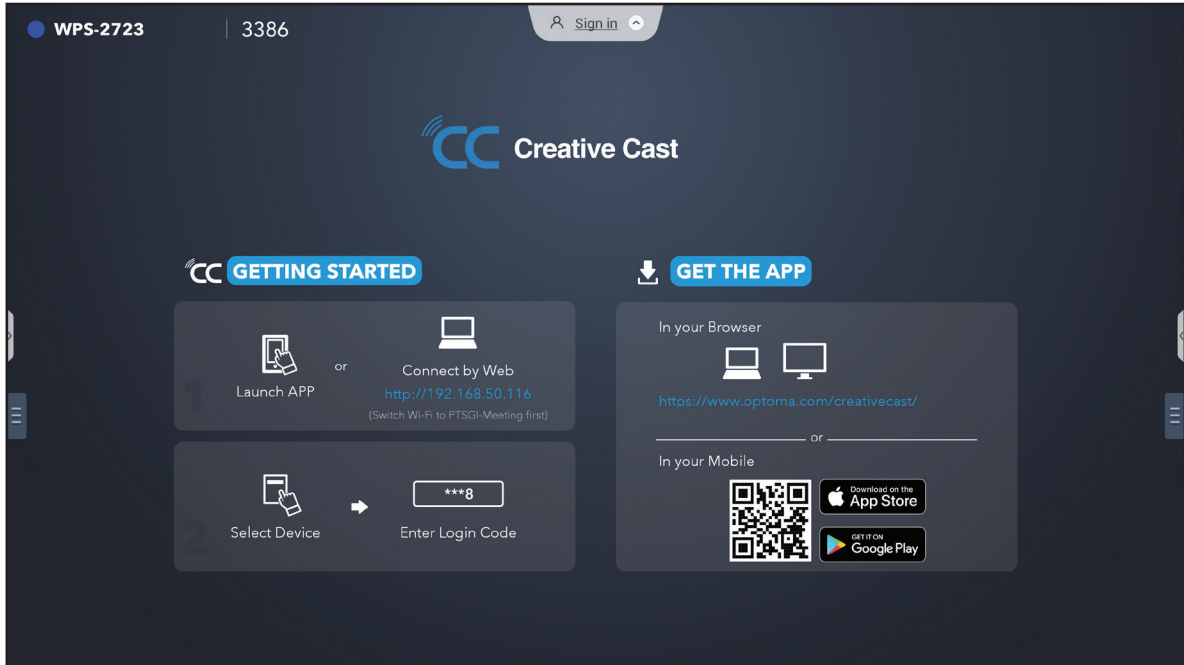 WPS-2723 | 3386
Sign in
CC Creative Cast
CC GETTING STARTED
1
Launch APP
or
Connect by Web
http://192.168.50.116
(Switch Wi-Fi to PTSGI-Meeting first)
2
Select Device
***8
Enter Login Code
GET THE APP
In your Browser
https://www.optoma.com/creativecast/
or
In your Mobile
Download on the
App Store
GET IT ON
Google Play